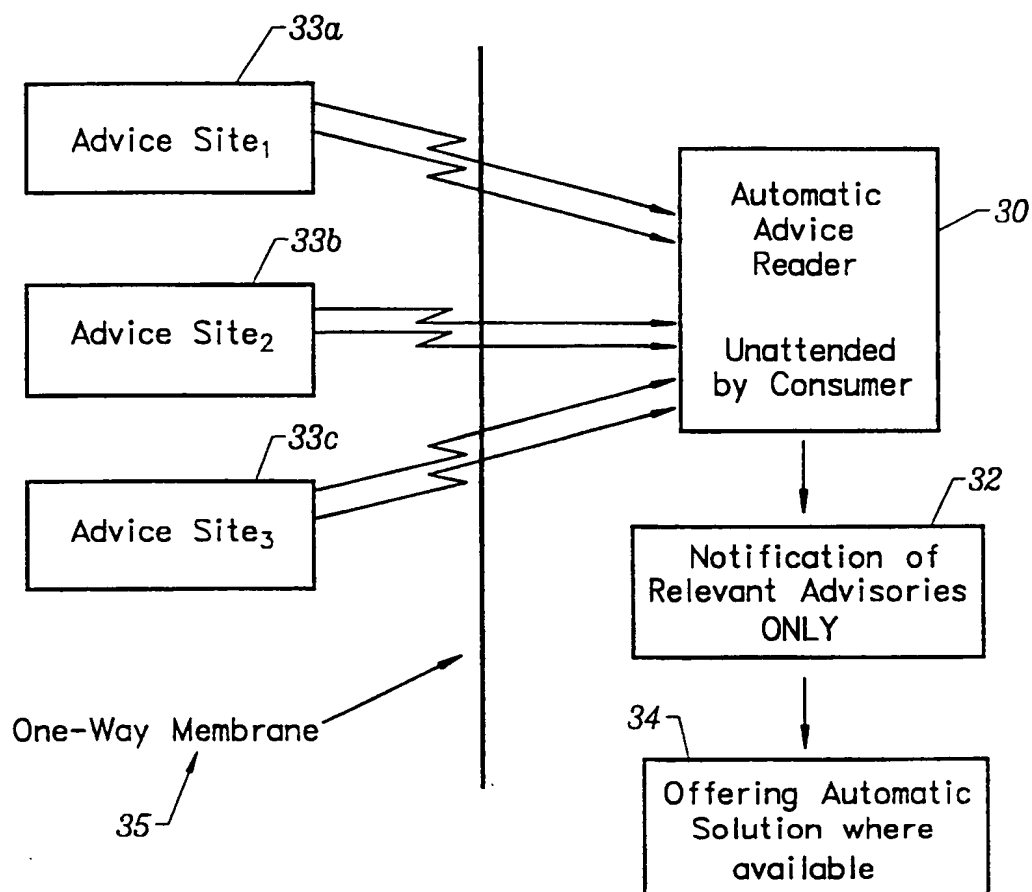 33a
Advice Site₁
33b
Advice Site₂
33c
Advice Site₃
One-Way Membrane
35
Automatic
Advice
Reader
Unattended
by Consumer
30
32
Notification of
Relevant Advisories
ONLY
34
Offering Automatic
Solution where
available